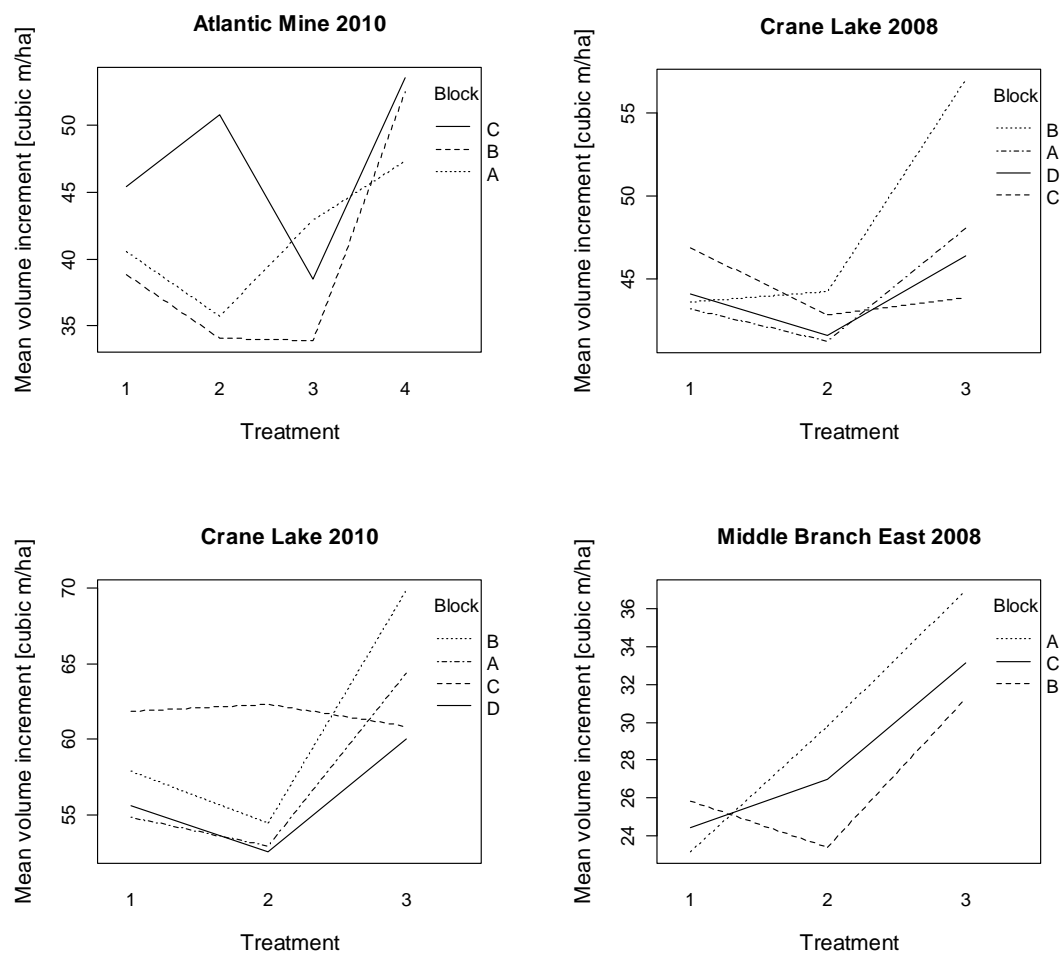 Atlantic Mine 2010
Mean volume increment [cubic m/ha]
50
45
40
35
1 2 3 4
Treatment
Block
C
B
A
Crane Lake 2008
Mean volume increment [cubic m/ha]
55
50
45
1 2 3
Treatment
Block
B
A
D
C
Crane Lake 2010
Mean volume increment [cubic m/ha]
70
65
60
55
1 2 3
Treatment
Block
B
A
C
D
Middle Branch East 2008
Mean volume increment [cubic m/ha]
36
34
32
30
28
26
24
1 2 3
Treatment
Block
A
C
B